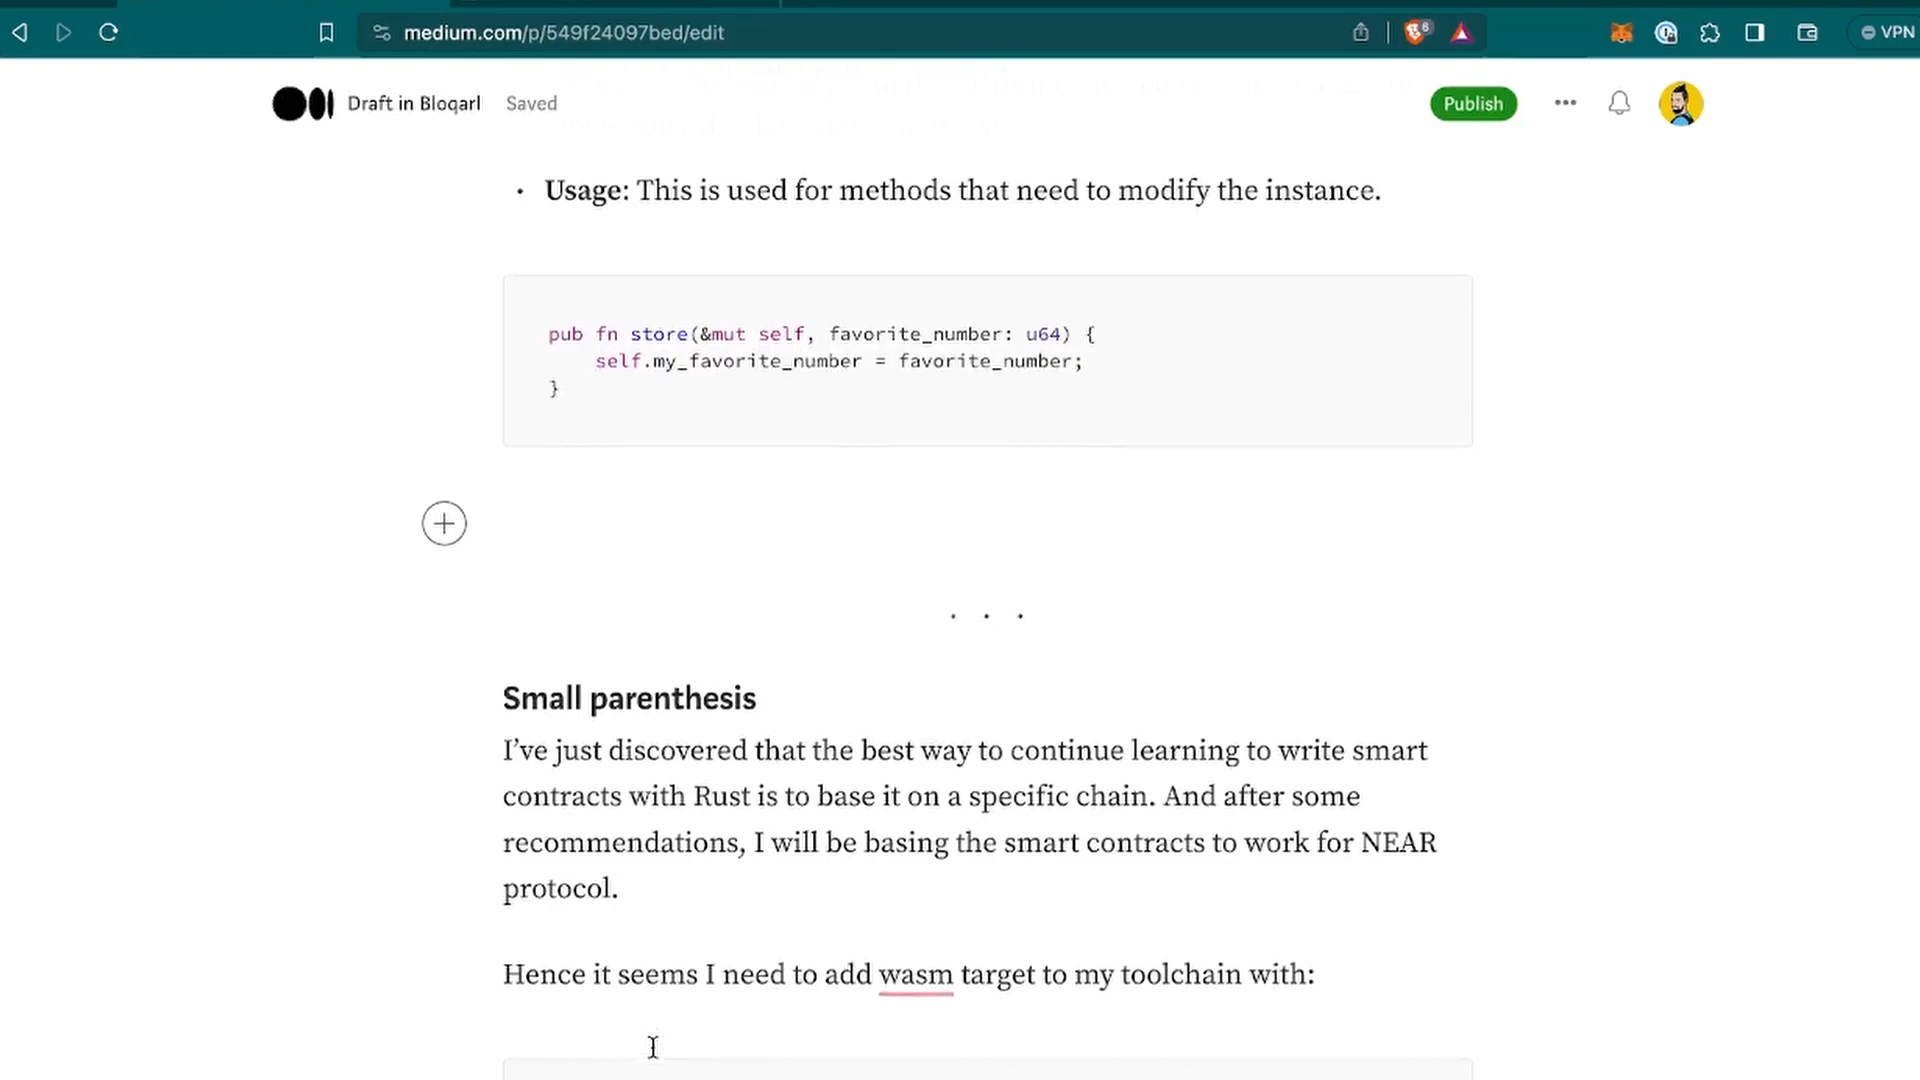 medium.com/p/549f24097bed/edit
6
VPN
Draft in Bloqarl
Saved
Publish
• Usage: This is used for methods that need to modify the instance.
pub fn store(&mut self, favorite_number: u64) {
    self.my_favorite_number = favorite_number;
}
. . .
Small parenthesis
I’ve just discovered that the best way to continue learning to write smart
contracts with Rust is to base it on a specific chain. And after some
recommendations, I will be basing the smart contracts to work for NEAR
protocol.
Hence it seems I need to add wasm target to my toolchain with: